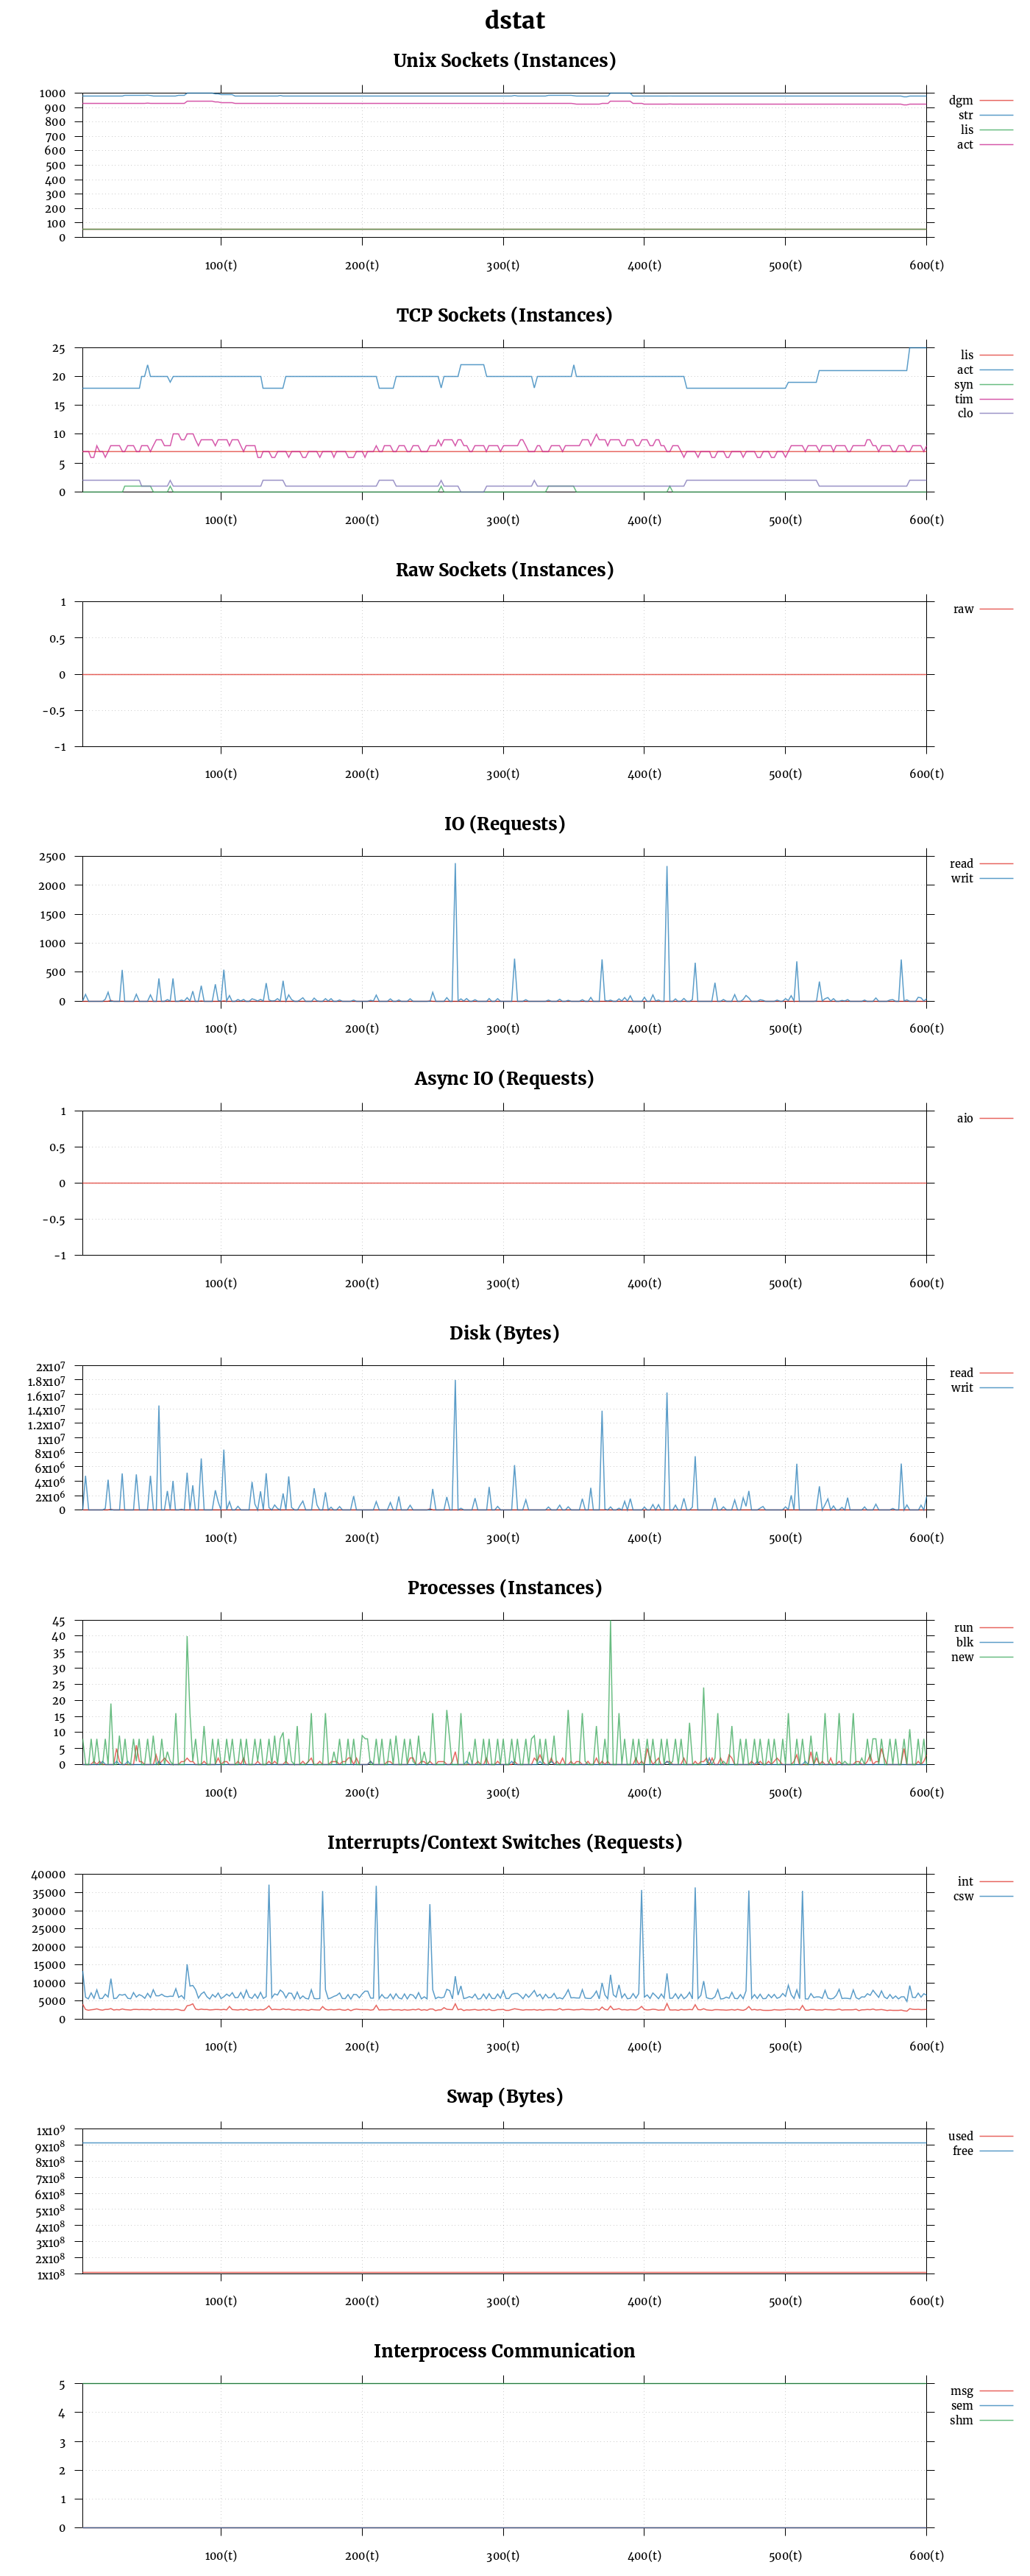 dstat
Unix Sockets (Instances)
1000
900
800
700
600
500
400
300
200
100
0
dgm
str
lis
act
100(t) 200(t) 300(t) 400(t) 500(t) 600(t)
TCP Sockets (Instances)
25
20
15
10
5
0
lis
act
syn
tim
clo
100(t) 200(t) 300(t) 400(t) 500(t) 600(t)
Raw Sockets (Instances)
1
0.5
0
-0.5
-1
raw
100(t) 200(t) 300(t) 400(t) 500(t) 600(t)
IO (Requests)
2500
2000
1500
1000
500
0
read
writ
100(t) 200(t) 300(t) 400(t) 500(t) 600(t)
Async IO (Requests)
1
0.5
0
-0.5
-1
aio
100(t) 200(t) 300(t) 400(t) 500(t) 600(t)
Disk (Bytes)
2x10⁷
1.8x10⁷
1.6x10⁷
1.4x10⁷
1.2x10⁷
1x10⁷
8x10⁶
6x10⁶
4x10⁶
2x10⁶
0
read
writ
100(t) 200(t) 300(t) 400(t) 500(t) 600(t)
Processes (Instances)
45
40
35
30
25
20
15
10
5
0
run
blk
new
100(t) 200(t) 300(t) 400(t) 500(t) 600(t)
Interrupts/Context Switches (Requests)
40000
35000
30000
25000
20000
15000
10000
5000
0
int
csw
100(t) 200(t) 300(t) 400(t) 500(t) 600(t)
Swap (Bytes)
1x10⁹
9x10⁸
8x10⁸
7x10⁸
6x10⁸
5x10⁸
4x10⁸
3x10⁸
2x10⁸
1x10⁸
used
free
100(t) 200(t) 300(t) 400(t) 500(t) 600(t)
Interprocess Communication
5
4
3
2
1
0
msg
sem
shm
100(t) 200(t) 300(t) 400(t) 500(t) 600(t)